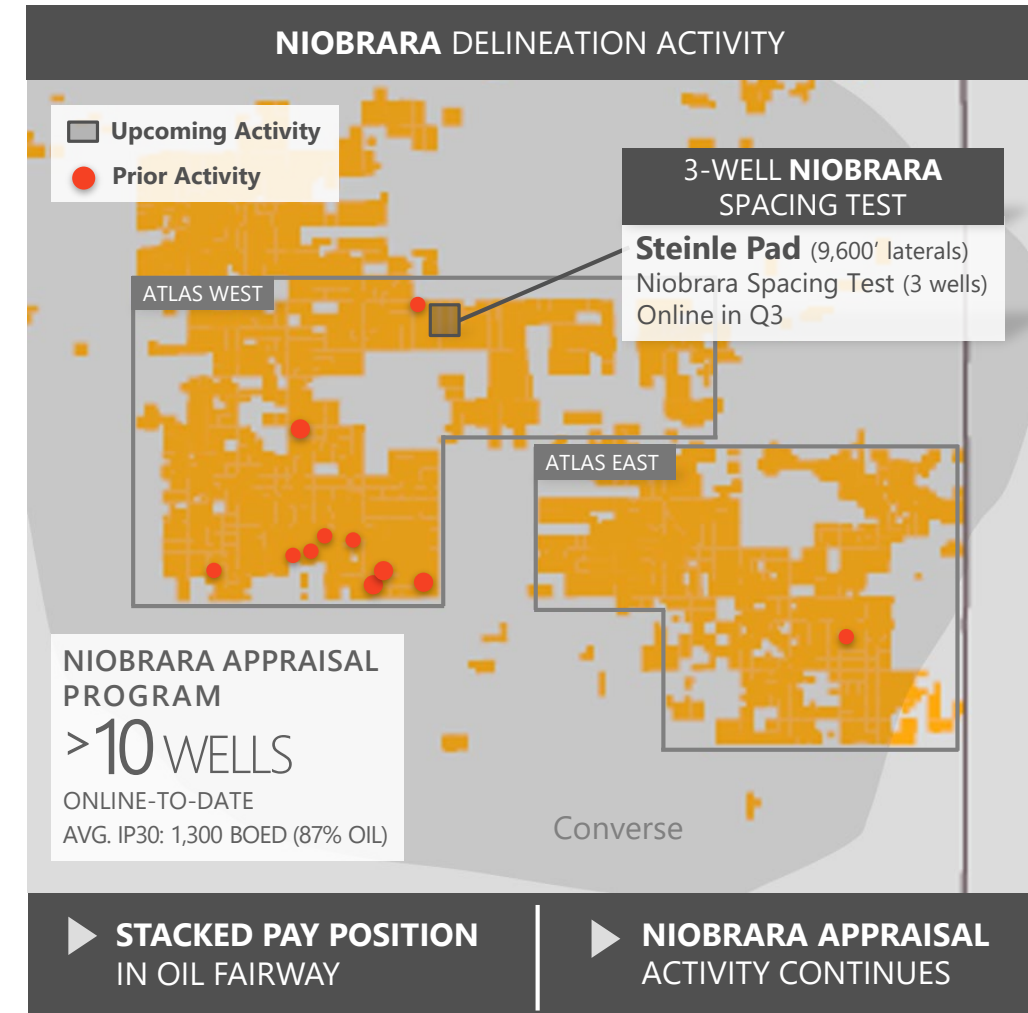 NIOBRARA DELINEATION ACTIVITY
Upcoming Activity
Prior Activity
3-WELL NIOBRARA
SPACING TEST
Steinle Pad (9,600’ laterals)
Niobrara Spacing Test (3 wells)
Online in Q3
ATLAS WEST
ATLAS EAST
NIOBRARA APPRAISAL
PROGRAM
>10 WELLS
ONLINE-TO-DATE
AVG. IP30: 1,300 BOED (87% OIL)
Converse
STACKED PAY POSITION
IN OIL FAIRWAY
NIOBRARA APPRAISAL
ACTIVITY CONTINUES